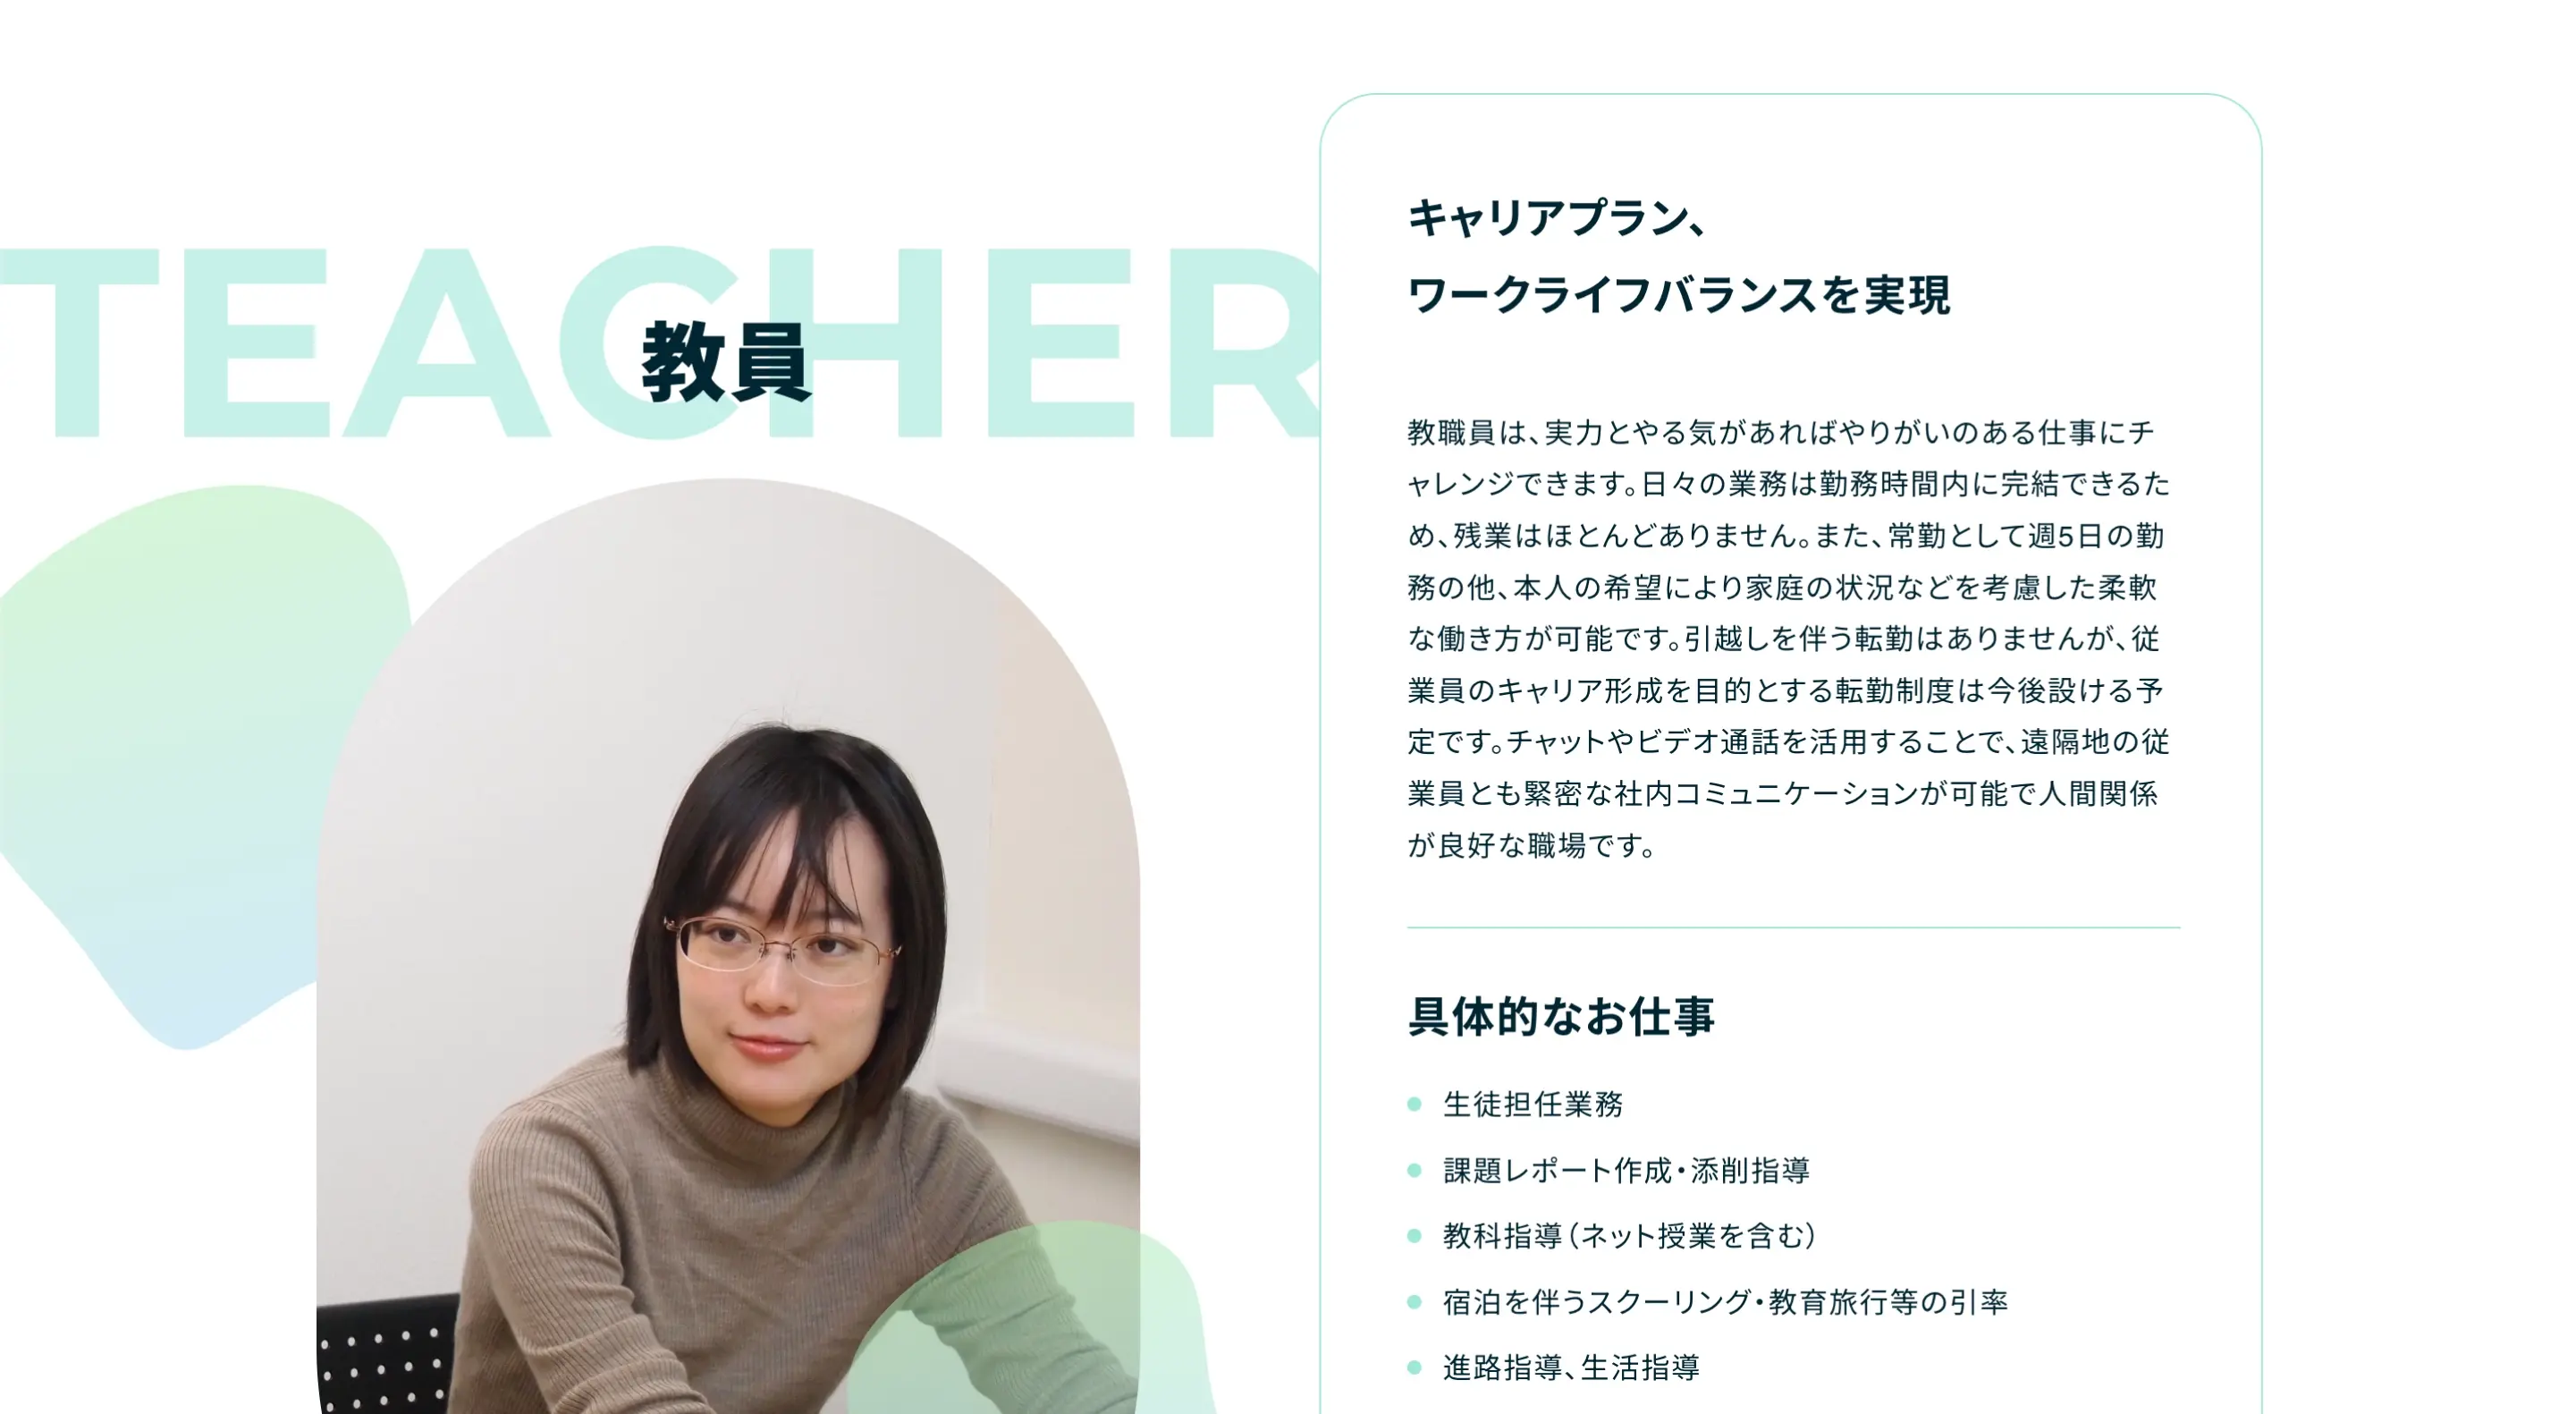 TEACHER
教員
キャリアプラン、
ワークライフバランスを実現
教職員は、実力とやる気があればやりがいのある仕事にチ
ャレンジできます。日々の業務は勤務時間内に完結できるた
め、残業はほとんどありません。また、常勤として週5日の勤
務の他、本人の希望により家庭の状況などを考慮した柔軟
な働き方が可能です。引越しを伴う転勤はありませんが、従
業員のキャリア形成を目的とする転勤制度は今後設ける予
定です。チャットやビデオ通話を活用することで、遠隔地の従
業員とも緊密な社内コミュニケーションが可能で人間関係
が良好な職場です。
具体的なお仕事
生徒担任業務
課題レポート作成・添削指導
教科指導（ネット授業を含む）
宿泊を伴うスクーリング・教育旅行等の引率
進路指導、生活指導